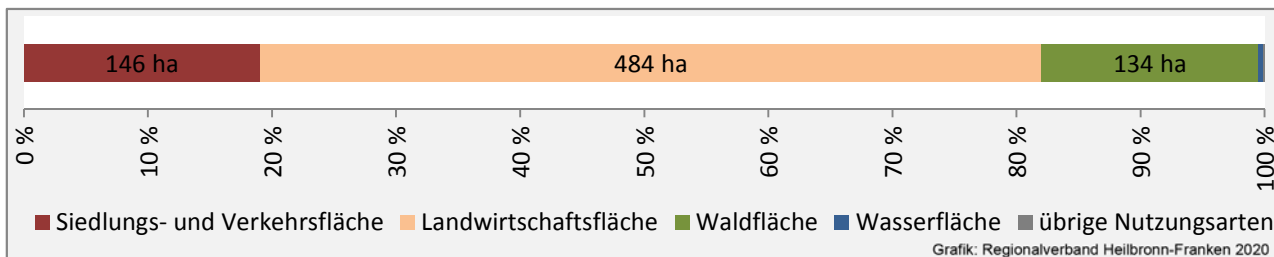 146 ha 484 ha 134 ha
0 % 10 % 20 % 30 % 40 % 50 % 60 % 70 % 80 % 90 % 100 %
Siedlungs- und Verkehrsfläche Landwirtschaftsfläche Waldfläche Wasserfläche übrige Nutzungsarten
Grafik: Regionalverband Heilbronn-Franken 2020